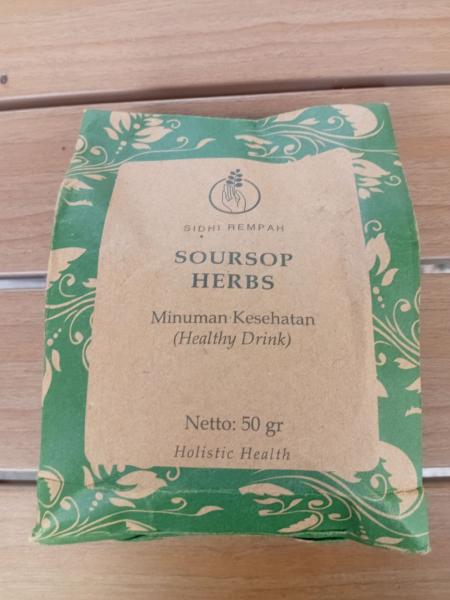 SIDHI REMPAH
SOURSOP
HERBS
Minuman Kesehatan
(Healthy Drink)
Netto: 50 gr
Holistic Health